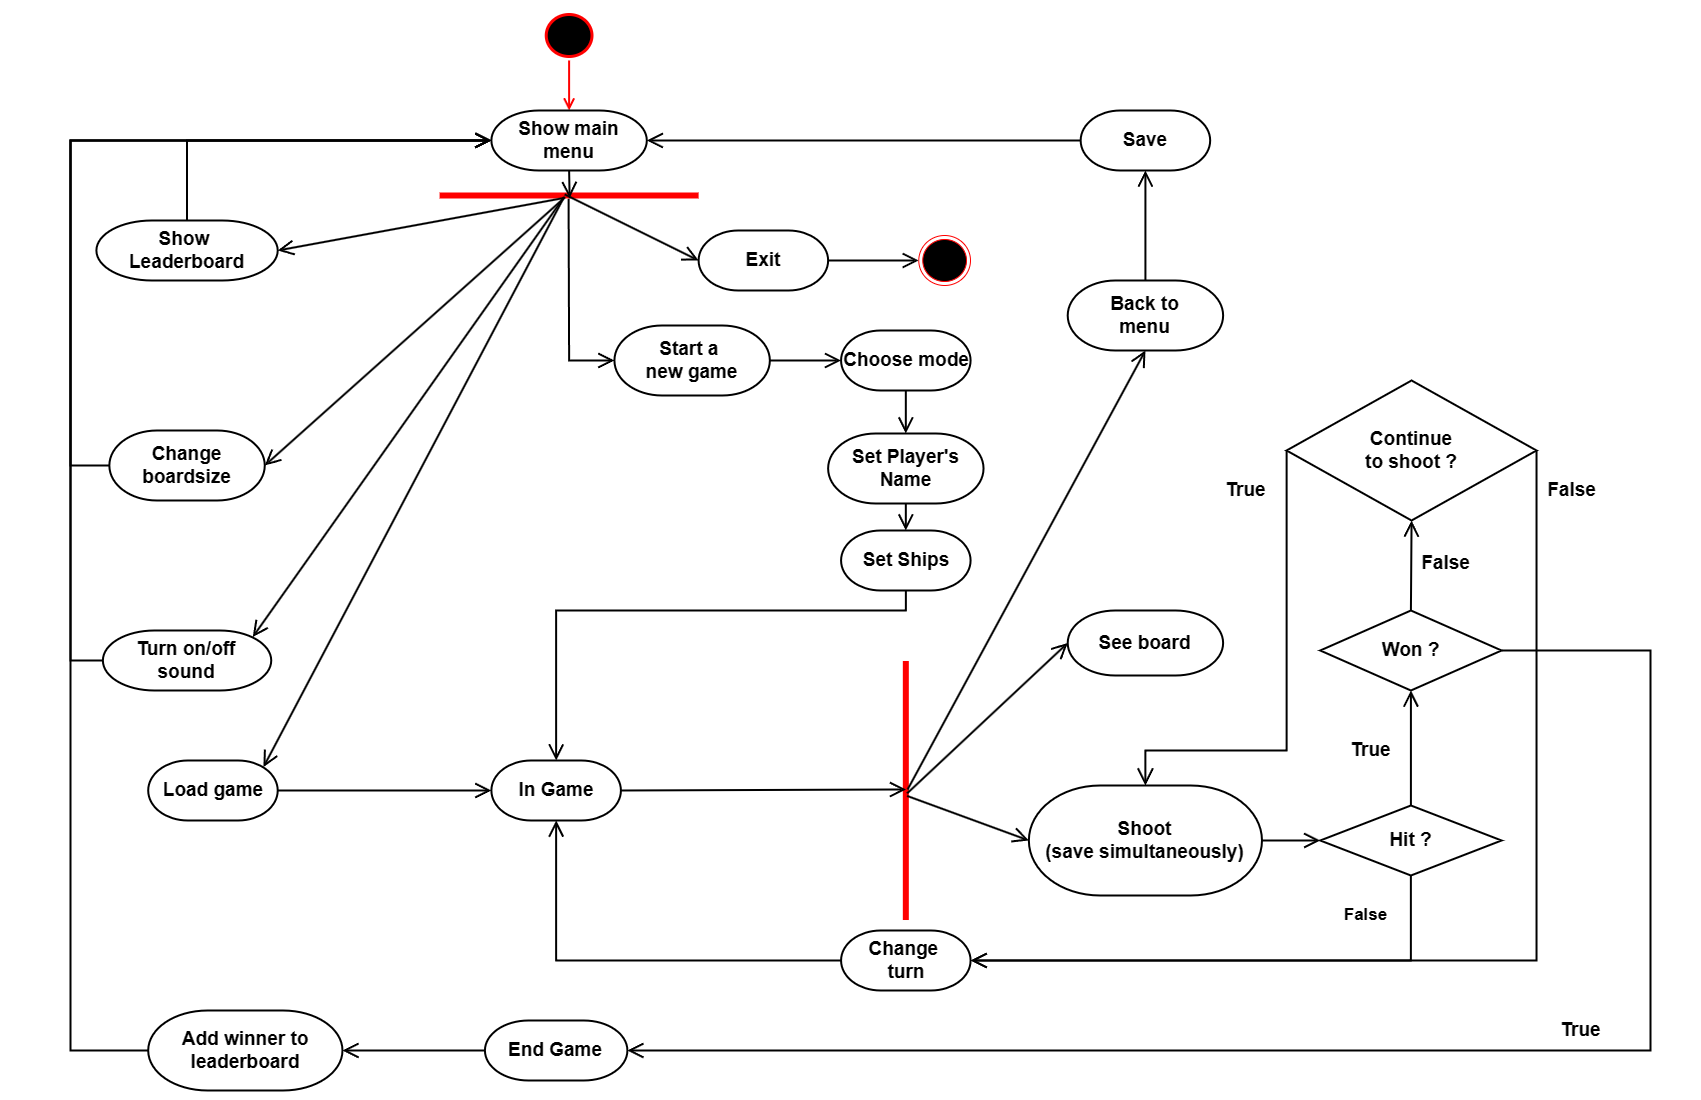 Show main
menu
Save
Show
Leaderboard
Exit
Back to
menu
Start a
new game
Choose mode
Continue
to shoot ?
Change
boardsize
Set Player's
Name
True
False
Set Ships
False
Turn on/off
sound
See board
Won ?
True
Load game
In Game
Shoot
(save simultaneously)
Hit ?
False
Change
turn
True
Add winner to
leaderboard
End Game